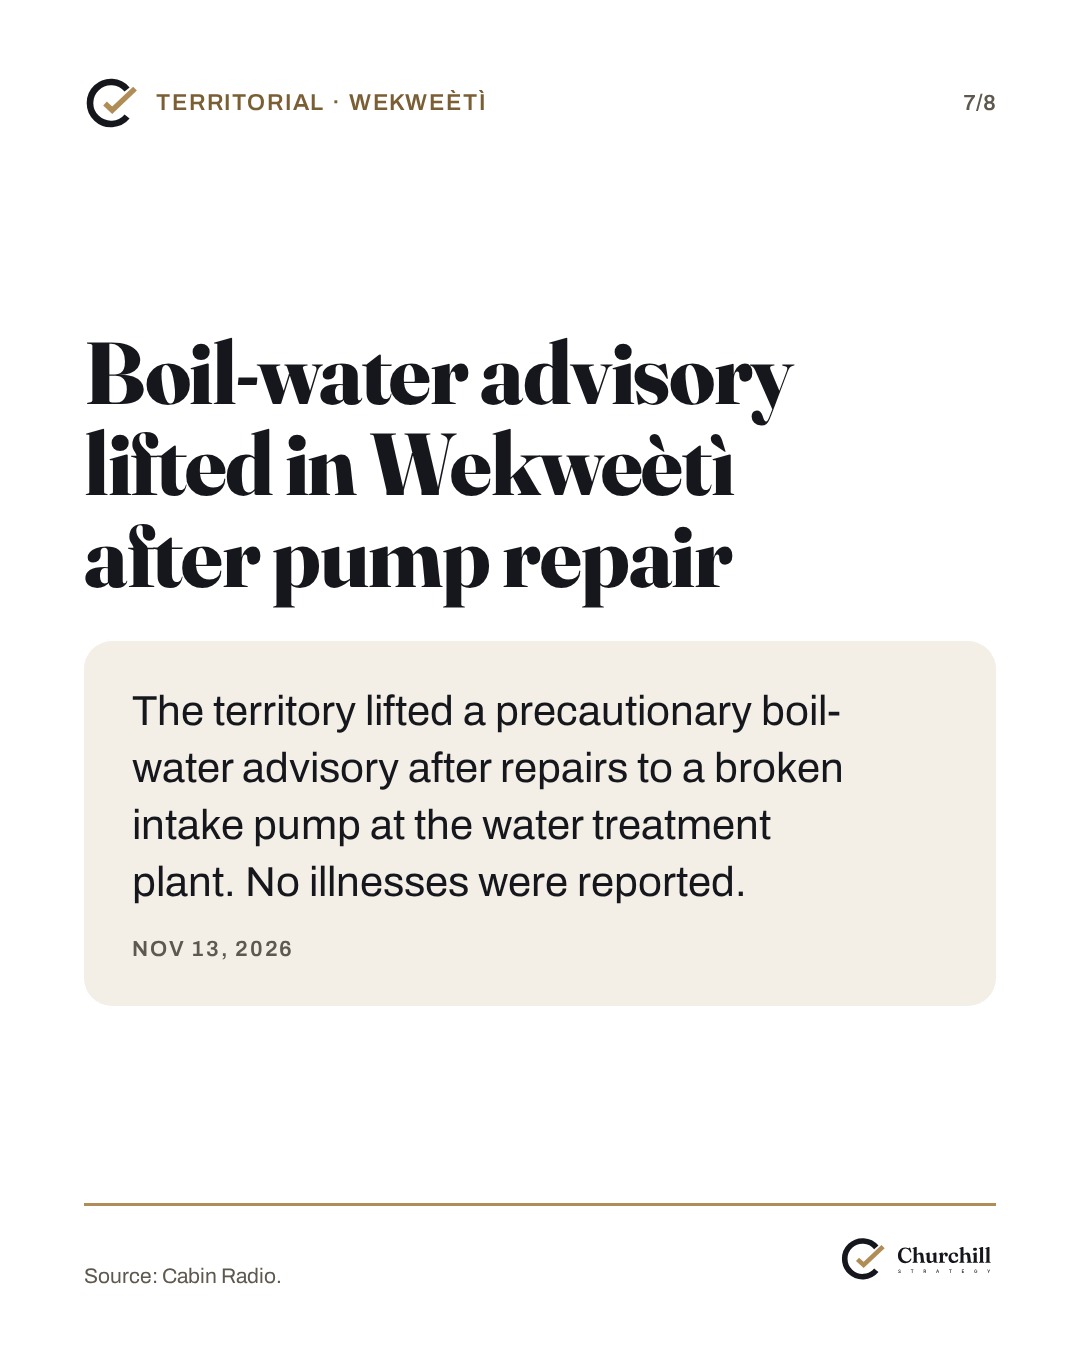 TERRITORIAL · WEKWEÈTÌ
7/8
Boil-water advisory
lifted in Wekweètì
after pump repair
The territory lifted a precautionary boil-
water advisory after repairs to a broken
intake pump at the water treatment
plant. No illnesses were reported.
NOV 13, 2026
Source: Cabin Radio.
Churchill
STRATEGY